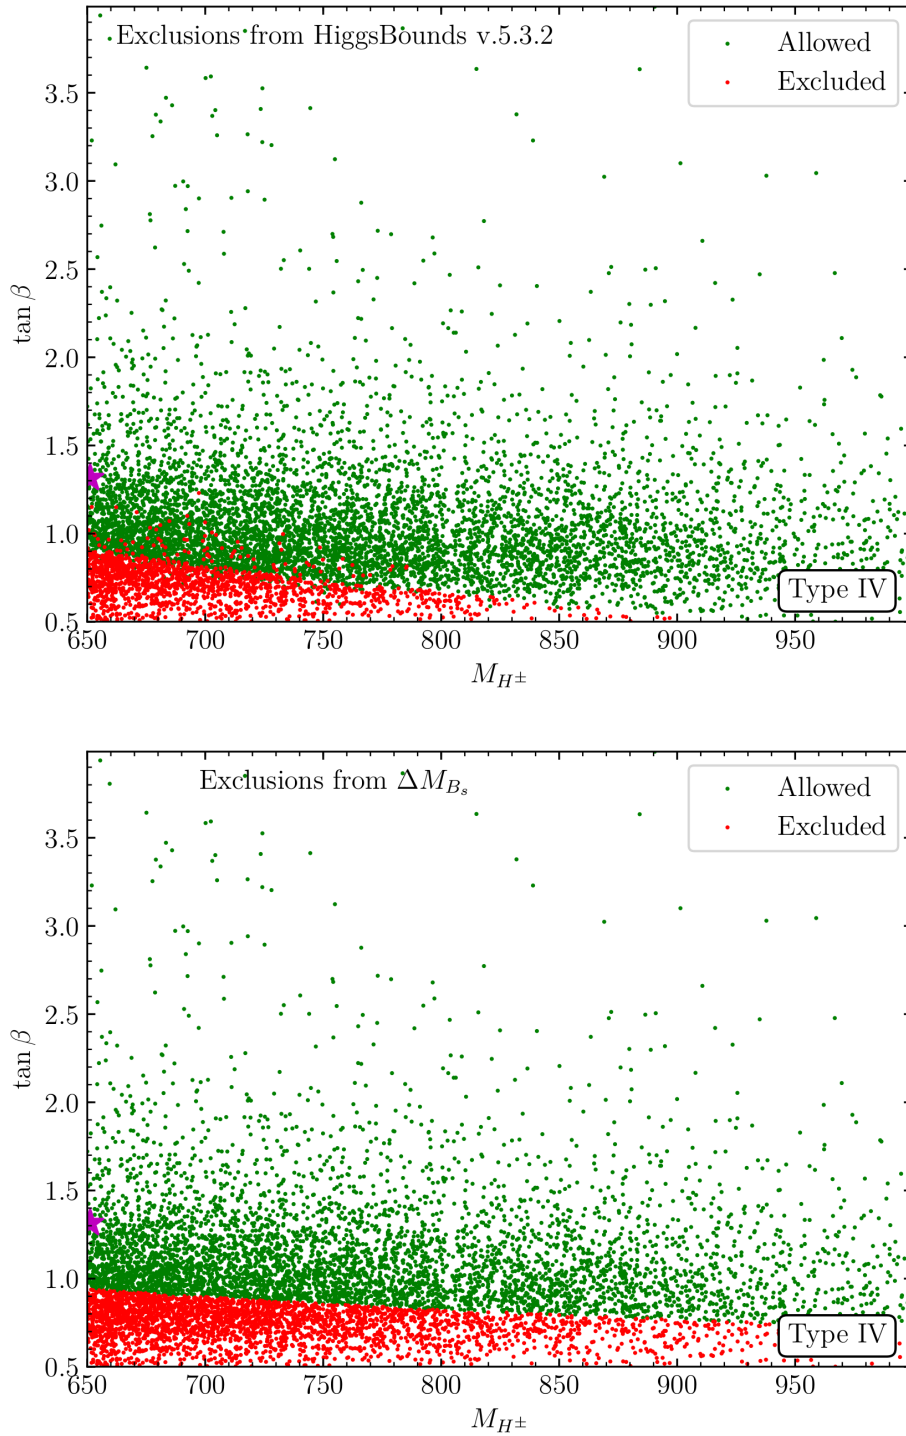 Exclusions from HiggsBounds v.5.3.2
Allowed
Excluded
3.5
3.0
2.5
2.0
1.5
1.0
0.5
tan β
Type IV
650 700 750 800 850 900 950
M_{H^±}
Exclusions from ΔM_{B_s}
Allowed
Excluded
3.5
3.0
2.5
2.0
1.5
1.0
0.5
tan β
Type IV
650 700 750 800 850 900 950
M_{H^±}